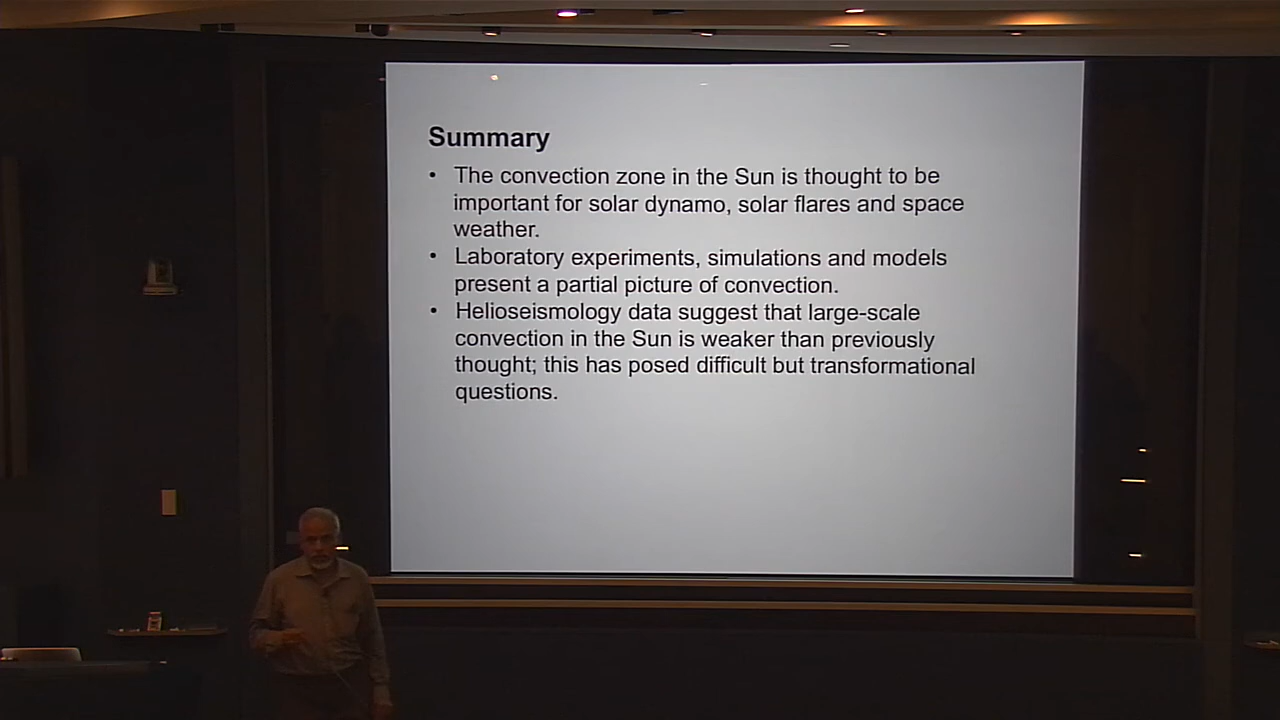 Summary
• The convection zone in the Sun is thought to be
important for solar dynamo, solar flares and space
weather.
• Laboratory experiments, simulations and models
present a partial picture of convection.
• Helioseismology data suggest that large-scale
convection in the Sun is weaker than previously
thought; this has posed difficult but transformational
questions.